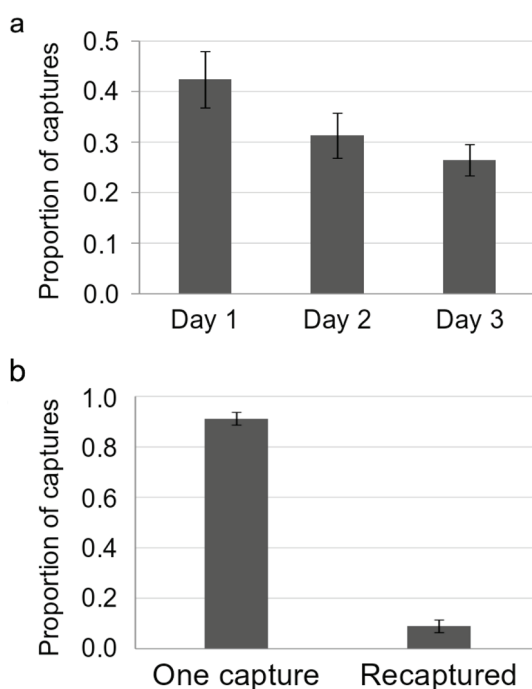 a
Proportion of captures
0.5
0.4
0.3
0.2
0.1
0.0
Day 1 Day 2 Day 3
b
Proportion of captures
1.0
0.8
0.6
0.4
0.2
0.0
One capture Recaptured